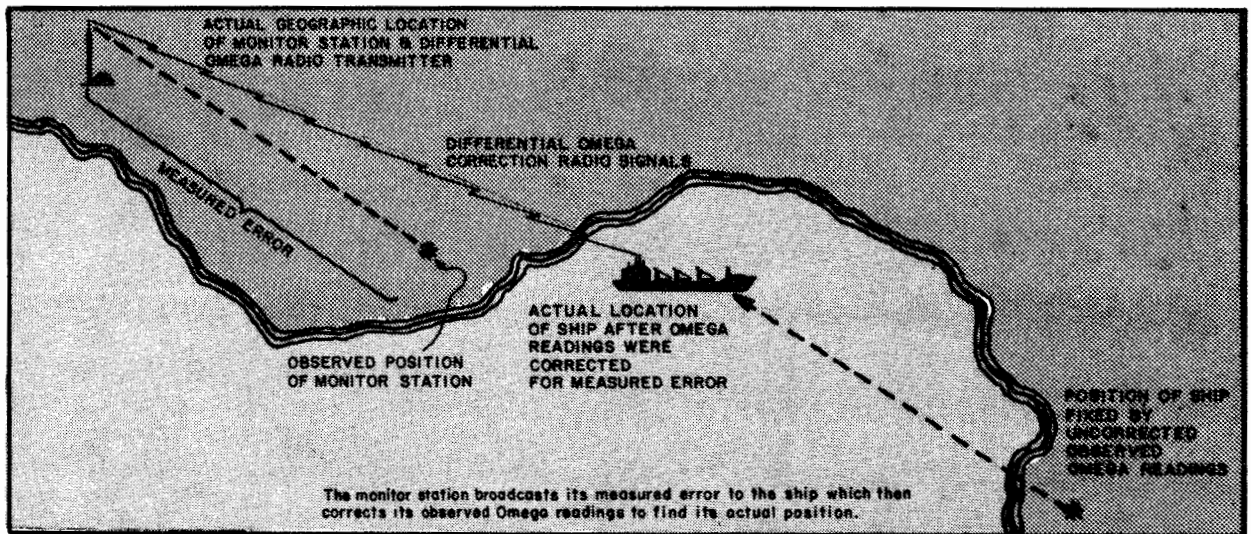 ACTUAL GEOGRAPHIC LOCATION
OF MONITOR STATION & DIFFERENTIAL
OMEGA RADIO TRANSMITTER
DIFFERENTIAL OMEGA
CORRECTION RADIO SIGNALS
MEASURED ERROR
OBSERVED POSITION
OF MONITOR STATION
ACTUAL LOCATION
OF SHIP AFTER OMEGA
READINGS WERE
CORRECTED
FOR MEASURED ERROR
POSITION OF SHIP
FIXED BY
UNCORRECTED
OBSERVED
OMEGA READINGS
The monitor station broadcasts its measured error to the ship which then
corrects its observed Omega readings to find its actual position.